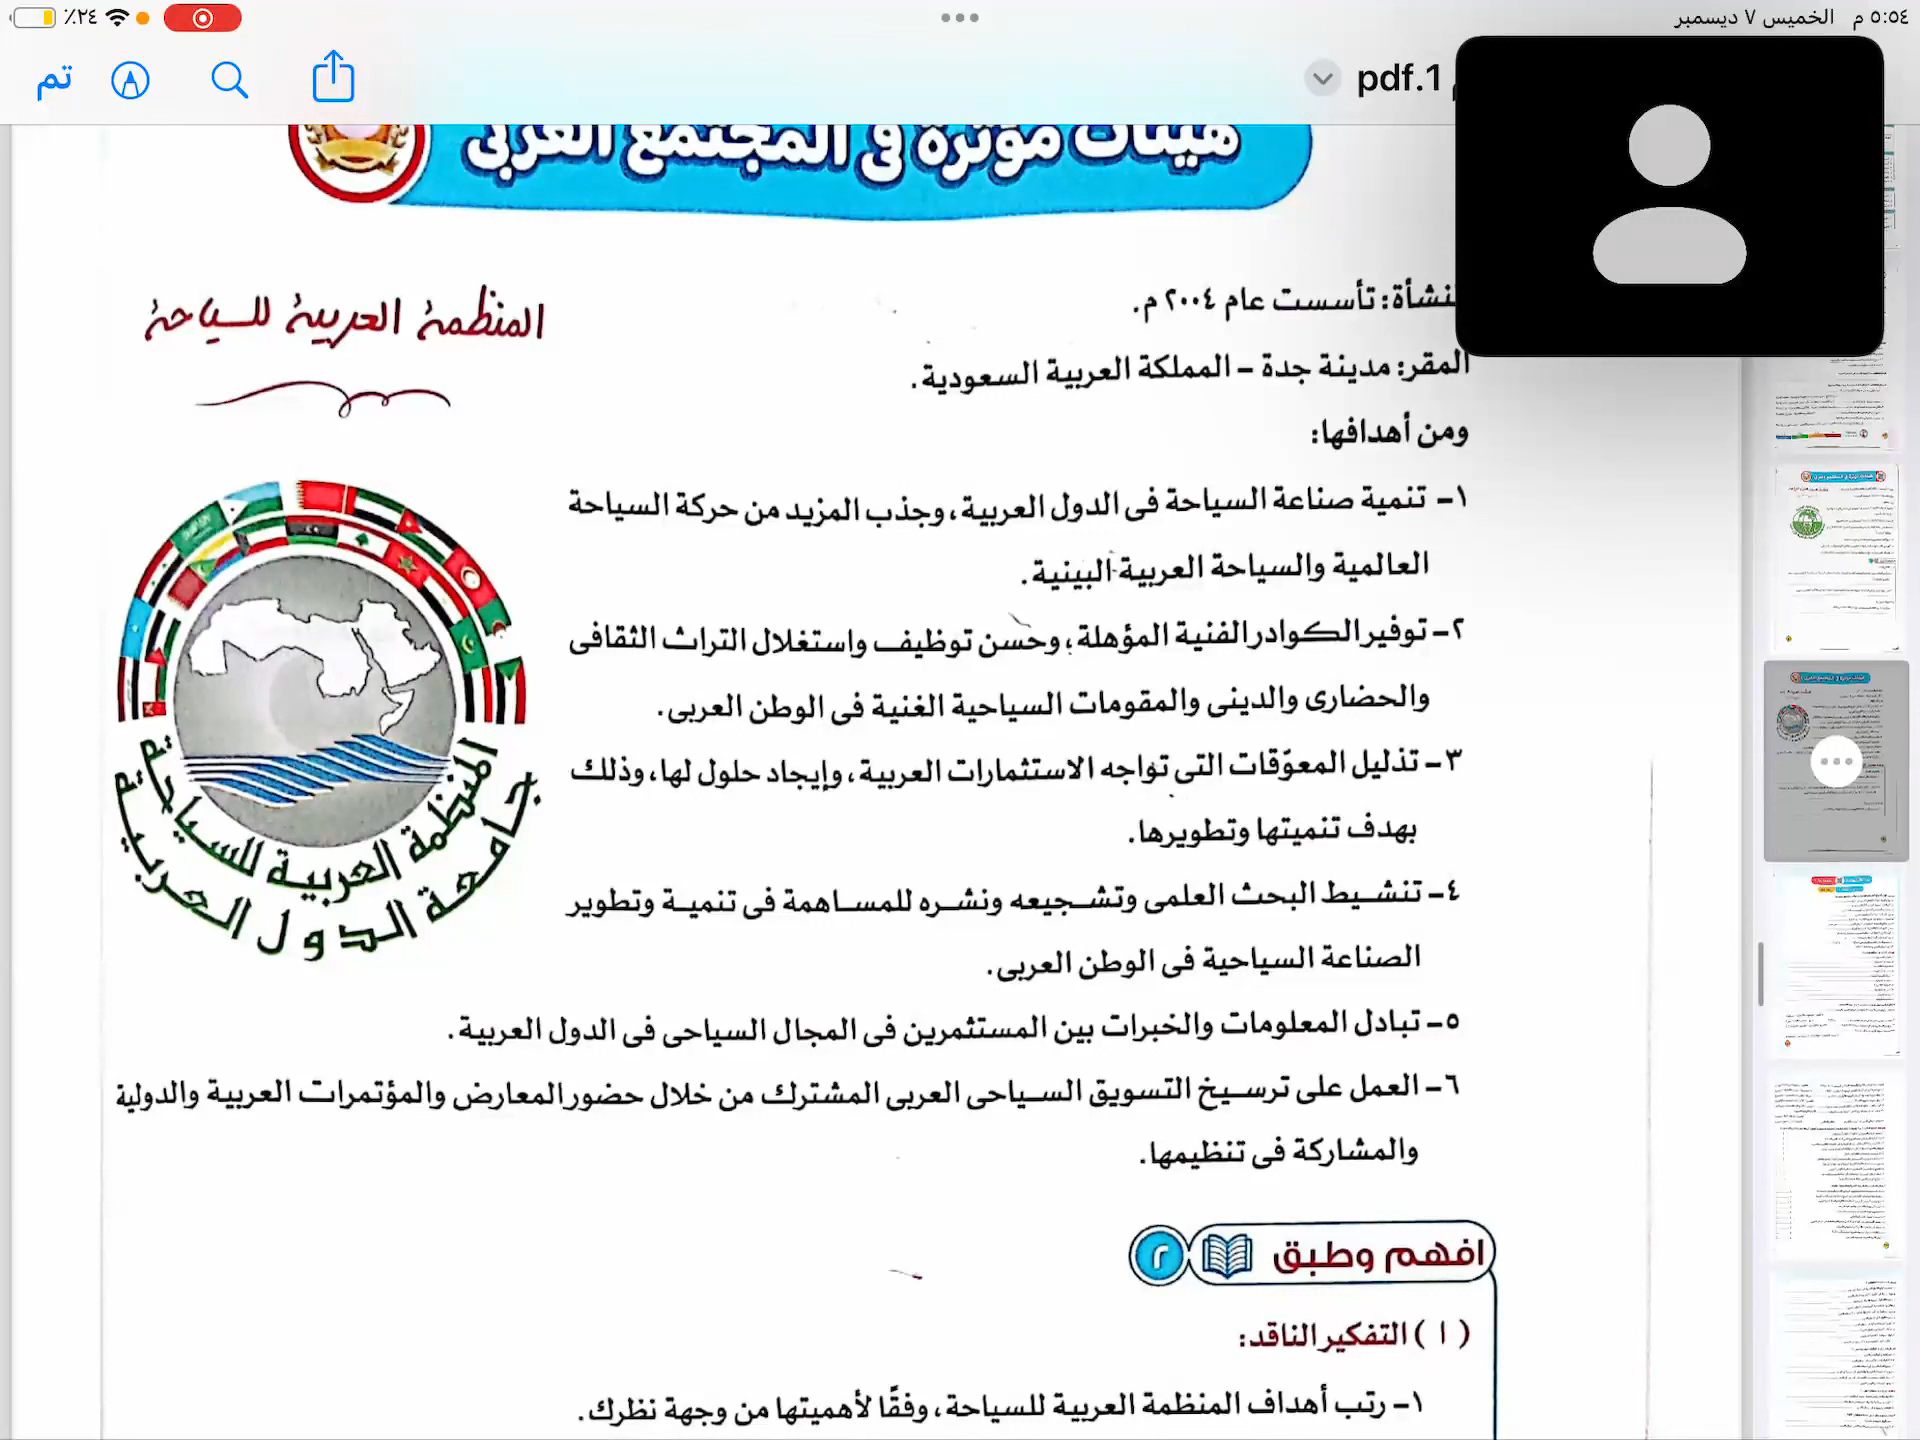 ٥:٥٤ م الخميس ٧ ديسمبر
٪٢٤
تم
pdf.1
هيئات مؤثرة فى المجتمع العربى
المنظمة العربية للسياحة
النشأة: تأسست عام ٢٠٠٤ م.
المقر: مدينة جدة – المملكة العربية السعودية.
ومن أهدافها:
١- تنمية صناعة السياحة فى الدول العربية، وجذب المزيد من حركة السياحة
العالمية والسياحة العربية البينية.
٢- توفير الكوادر الفنية المؤهلة، وحسن توظيف واستغلال التراث الثقافى
والحضارى والدينى والمقومات السياحية الغنية فى الوطن العربى.
٣- تذليل المعوّقات التى تواجه الاستثمارات العربية، وإيجاد حلول لها، وذلك
بهدف تنميتها وتطويرها.
٤- تنشيط البحث العلمى وتشجيعه ونشره للمساهمة فى تنمية وتطوير
الصناعة السياحية فى الوطن العربى.
٥- تبادل المعلومات والخبرات بين المستثمرين فى المجال السياحى فى الدول العربية.
٦- العمل على ترسيخ التسويق السياحى العربى المشترك من خلال حضور المعارض والمؤتمرات العربية والدولية
والمشاركة فى تنظيمها.
المنظمة العربية للسياحة
جامعة الدول العربية
افهم وطبق ٢
( ١ ) التفكير الناقد:
١- رتب أهداف المنظمة العربية للسياحة، وفقًا لأهميتها من وجهة نظرك.